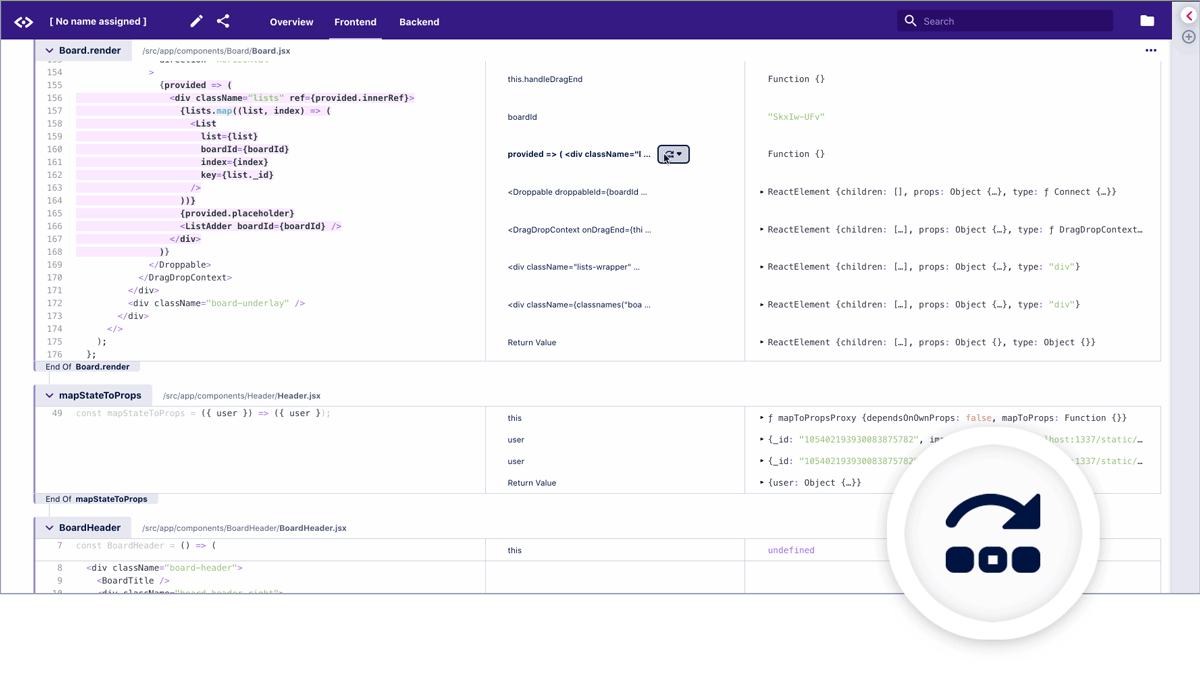 [ No name assigned ]
Overview
Frontend
Backend
Search
Board.render /src/app/components/Board/Board.jsx
154 >
155 {provided => (
156 <div className="lists" ref={provided.innerRef}>
157 {lists.map((list, index) => (
158 <List
159 list={list}
160 boardId={boardId}
161 index={index}
162 key={list._id}
163 />
164 ))}
165 {provided.placeholder}
166 <ListAdder boardId={boardId} />
167 </div>
168 )}
169 </Droppable>
170 </DragDropContext>
171 </div>
172 <div className="board-underlay" />
173 </div>
174 </>
175 );
176 };
this.handleDragEnd Function {}
boardId "SkxIw-UFv"
provided => ( <div className="l ... Function {}
<Droppable droppableId={boardId ... ▸ ReactElement {children: [], props: Object {…}, type: ƒ Connect {…}}
<DragDropContext onDragEnd={thi ... ▸ ReactElement {children: […], props: Object {…}, type: ƒ DragDropContext…
<div className="lists-wrapper" ... ▸ ReactElement {children: […], props: Object {…}, type: "div"}
<div className={classnames("boa ... ▸ ReactElement {children: […], props: Object {…}, type: "div"}
Return Value ▸ ReactElement {children: […], props: Object {}, type: Object {}}
End Of Board.render
mapStateToProps /src/app/components/Header/Header.jsx
49 const mapStateToProps = ({ user }) => ({ user });
this ▸ ƒ mapToPropsProxy {dependsOnOwnProps: false, mapToProps: Function {}}
user ▸ {_id: "105402193930083875782", lhost:1337/static/…
user ▸ {_id: "105402193930083875782 :1337/static/…
Return Value ▸ {user: Object {…}}
End Of mapStateToProps
BoardHeader /src/app/components/BoardHeader/BoardHeader.jsx
7 const BoardHeader = () => (
this undefined
8 <div className="board-header">
9 <BoardTitle />
10 <div className="board-header-right">